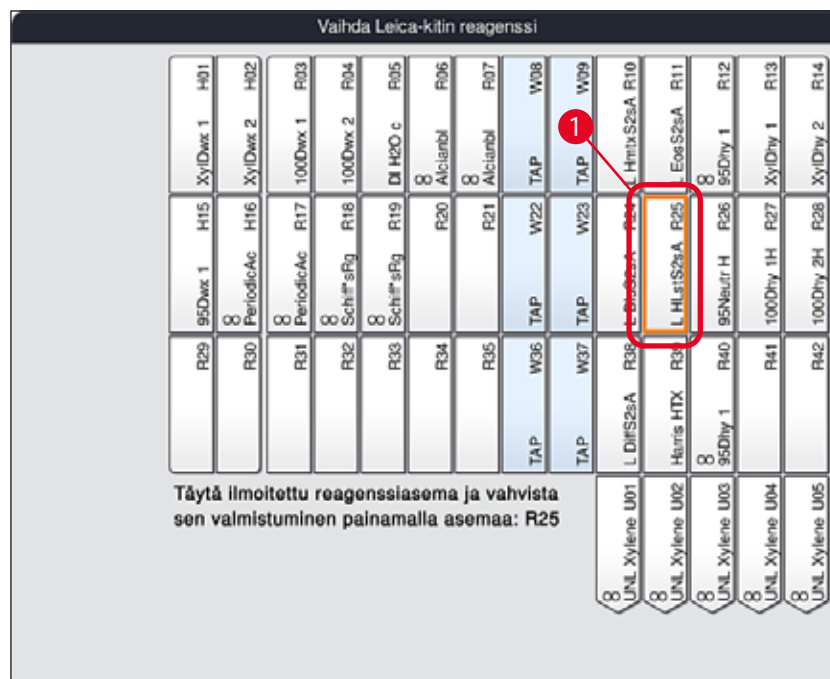 Vaihda Leica-kitin reagenssi
XylDwx 1 H01
XylDwx 2 H02
100Dwx 1 R03
100Dwx 2 R04
DI H2O c R05
∞ Alcianbl R06
∞ Alcianbl R07
TAP W08
TAP W09
L HmtxS2sA R10
L EosS2sA R11
∞ 95Dhy 1 R12
XylDhy 1 R13
XylDhy 2 R14
1
95Dwx 1 H15
∞ PeriodicAc H16
∞ PeriodicAc R17
∞ Schiff'sRg R18
∞ Schiff'sRg R19
R20
R21
TAP W22
TAP W23
L BlsS2sA R24
L HLstS2sA R25
95Neutr H R26
100Dhy 1H R27
100Dhy 2H R28
R29
R30
R31
R32
R33
R34
R35
TAP W36
TAP W37
L DiffS2sA R38
Harris HTX R39
∞ 95Dhy 1 R40
R41
R42
Täytä ilmoitettu reagenssiasema ja vahvista
sen valmistuminen painamalla asemaa: R25
∞ UNL Xylene U01
∞ UNL Xylene U02
∞ UNL Xylene U03
∞ UNL Xylene U04
∞ UNL Xylene U05